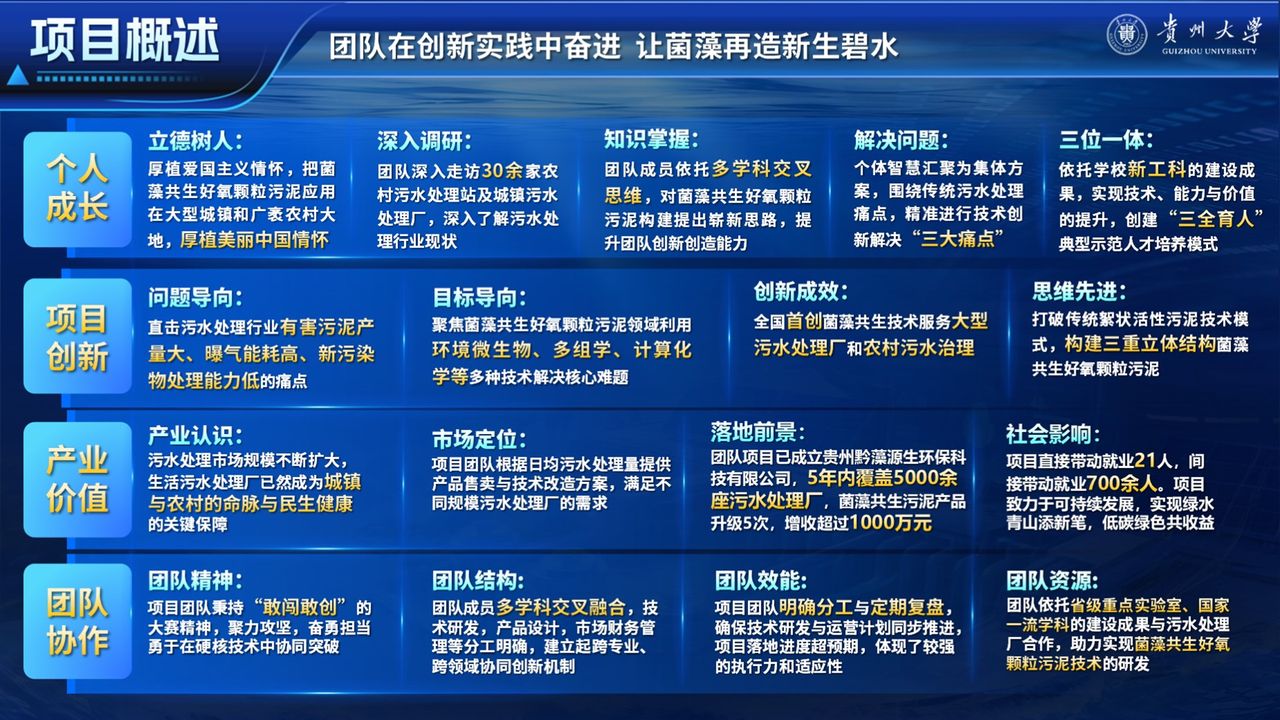 项目概述
团队在创新实践中奋进 让菌藻再造新生碧水
贵州大学
GUIZHOU UNIVERSITY
个人
成长
立德树人：
厚植爱国主义情怀，把菌
藻共生好氧颗粒污泥应用
在大型城镇和广袤农村大
地，厚植美丽中国情怀
深入调研：
团队深入走访30余家农
村污水处理站及城镇污水
处理厂，深入了解污水处
理行业现状
知识掌握：
团队成员依托多学科交叉
思维，对菌藻共生好氧颗粒
污泥构建提出崭新思路，提
升团队创新创造能力
解决问题：
个体智慧汇聚为集体方
案，围绕传统污水处理
痛点，精准进行技术创
新解决“三大痛点”
三位一体：
依托学校新工科的建设成
果，实现技术、能力与价值
的提升，创建“三全育人”
典型示范人才培养模式
项目
创新
问题导向：
直击污水处理行业有害污泥产
量大、曝气能耗高、新污染
物处理能力低的痛点
目标导向：
聚焦菌藻共生好氧颗粒污泥领域利用
环境微生物、多组学、计算化
学等多种技术解决核心难题
创新成效：
全国首创菌藻共生技术服务大型
污水处理厂和农村污水治理
思维先进：
打破传统絮状活性污泥技术模
式，构建三重立体结构菌藻
共生好氧颗粒污泥
产业
价值
产业认识：
污水处理市场规模不断扩大，
生活污水处理厂已然成为城镇
与农村的命脉与民生健康
的关键保障
市场定位：
项目团队根据日均污水处理量提供
产品售卖与技术改造方案，满足不
同规模污水处理厂的需求
落地前景：
团队项目已成立贵州黔藻源生环保科
技有限公司，5年内覆盖5000余
座污水处理厂，菌藻共生污泥产品
升级5次，增收超过1000万元
社会影响：
项目直接带动就业21人，间
接带动就业700余人。项目
致力于可持续发展，实现绿水
青山添新笔，低碳绿色共收益
团队
协作
团队精神：
项目团队秉持“敢闯敢创”的
大赛精神，聚力攻坚，奋勇担当
勇于在硬核技术中协同突破
团队结构：
团队成员多学科交叉融合，技
术研发，产品设计，市场财务管
理等分工明确，建立起跨专业、
跨领域协同创新机制
团队效能：
项目团队明确分工与定期复盘，
确保技术研发与运营计划同步推进，
项目落地进度超预期，体现了较强
的执行力和适应性
团队资源：
团队依托省级重点实验室、国家
一流学科的建设成果与污水处理
厂合作，助力实现菌藻共生好氧
颗粒污泥技术的研发